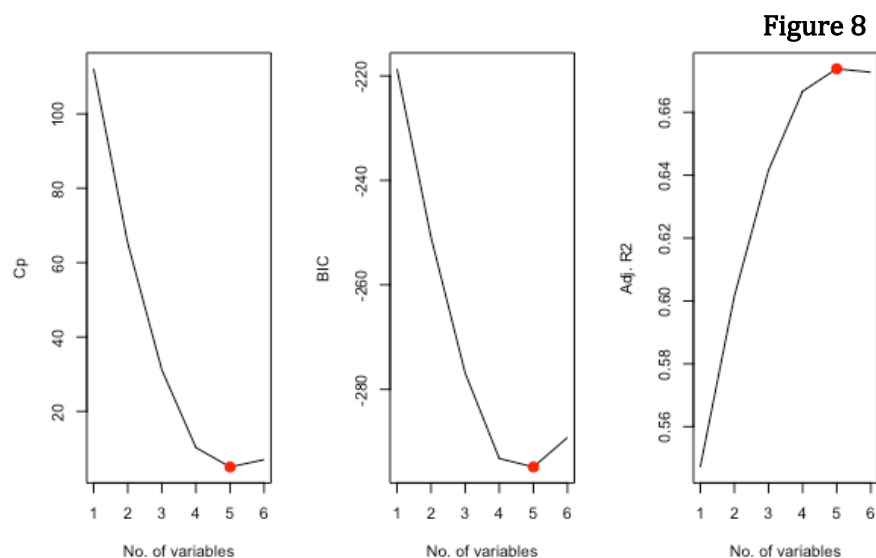 Figure 8
Cp
20
40
60
80
100
1 2 3 4 5 6
No. of variables
BIC
-280
-260
-240
-220
1 2 3 4 5 6
No. of variables
Adj. R2
0.56
0.58
0.60
0.62
0.64
0.66
1 2 3 4 5 6
No. of variables